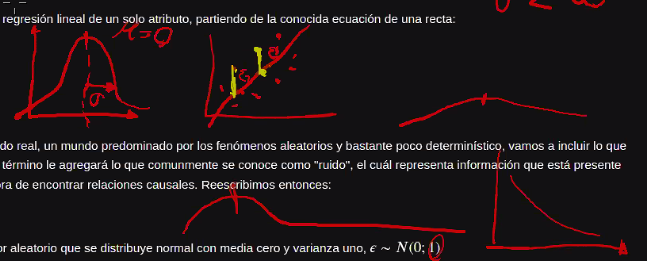 regresión lineal de un solo atributo, partiendo de la conocida ecuación de una recta:
μ=0
σ
do real, un mundo predominado por los fenómenos aleatorios y bastante poco determinístico, vamos a incluir lo que
término le agregará lo que comunmente se conoce como "ruido", el cuál representa información que está presente
ora de encontrar relaciones causales. Reescribimos entonces:
or aleatorio que se distribuye normal con media cero y varianza uno, ϵ ∼ N(0; 1)